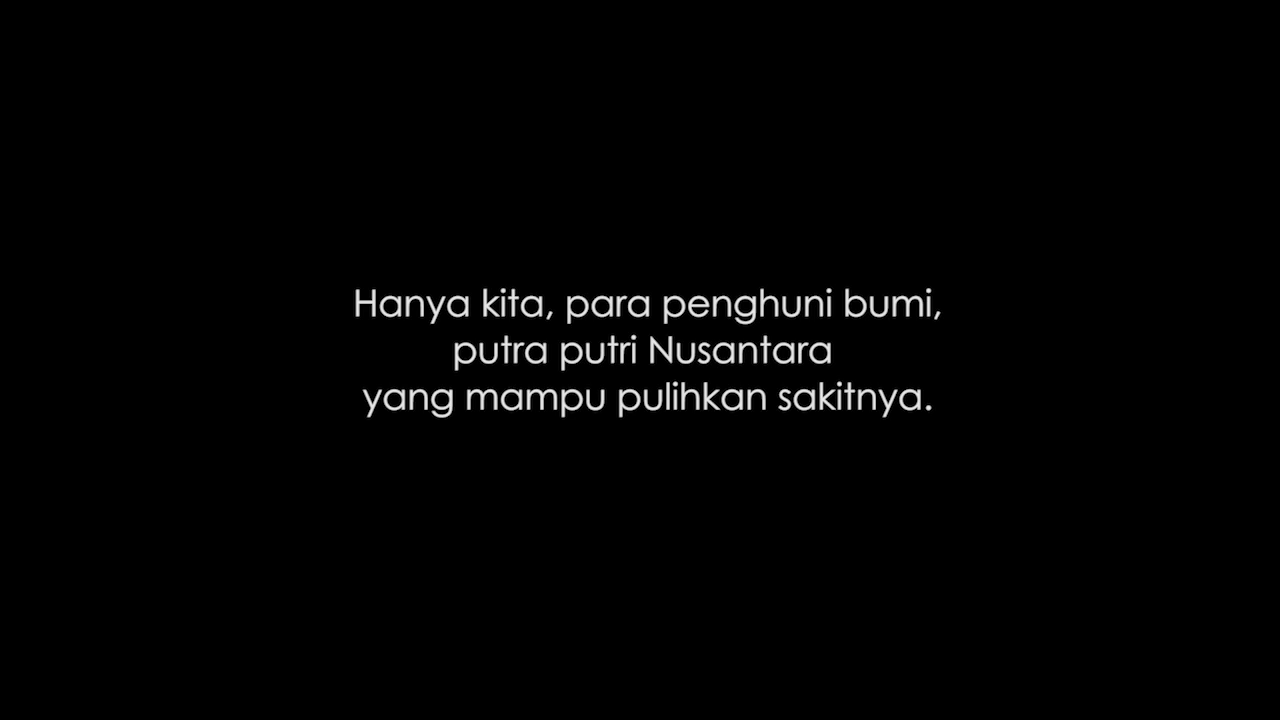 Hanya kita, para penghuni bumi,
putra putri Nusantara
yang mampu pulihkan sakitnya.